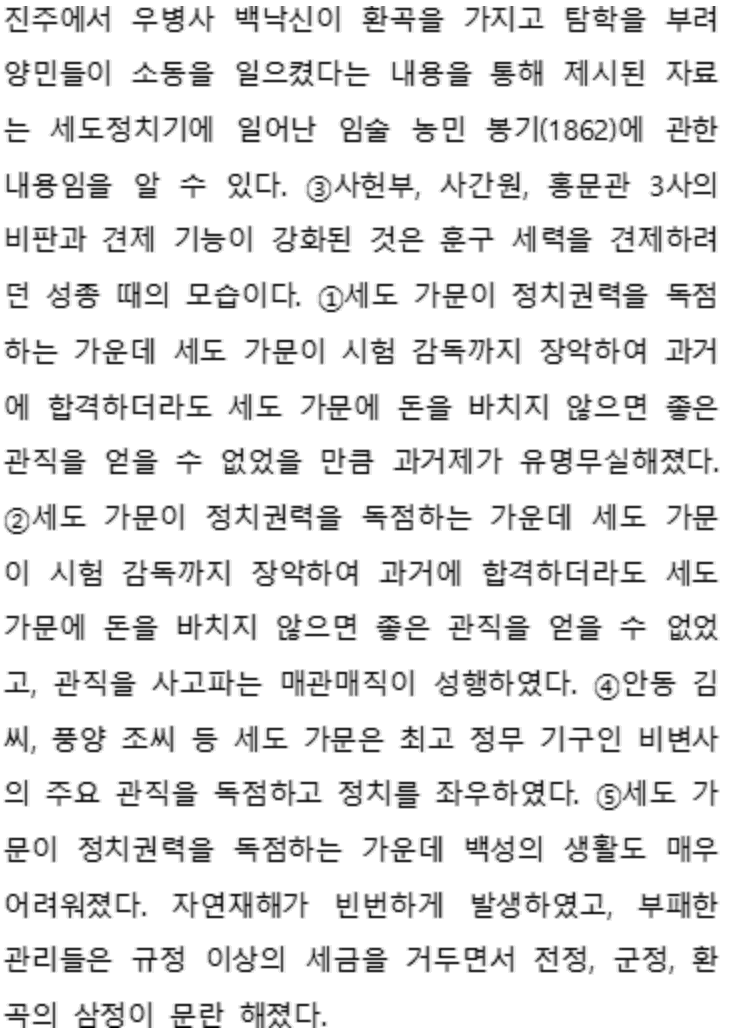 진주에서 우병사 백낙신이 환곡을 가지고 탐학을 부려
양민들이 소동을 일으켰다는 내용을 통해 제시된 자료
는 세도정치기에 일어난 임술 농민 봉기(1862)에 관한
내용임을 알 수 있다. ③사헌부, 사간원, 홍문관 3사의
비판과 견제 기능이 강화된 것은 훈구 세력을 견제하려
던 성종 때의 모습이다. ①세도 가문이 정치권력을 독점
하는 가운데 세도 가문이 시험 감독까지 장악하여 과거
에 합격하더라도 세도 가문에 돈을 바치지 않으면 좋은
관직을 얻을 수 없었을 만큼 과거제가 유명무실해졌다.
②세도 가문이 정치권력을 독점하는 가운데 세도 가문
이 시험 감독까지 장악하여 과거에 합격하더라도 세도
가문에 돈을 바치지 않으면 좋은 관직을 얻을 수 없었
고, 관직을 사고파는 매관매직이 성행하였다. ④안동 김
씨, 풍양 조씨 등 세도 가문은 최고 정무 기구인 비변사
의 주요 관직을 독점하고 정치를 좌우하였다. ⑤세도 가
문이 정치권력을 독점하는 가운데 백성의 생활도 매우
어려워졌다. 자연재해가 빈번하게 발생하였고, 부패한
관리들은 규정 이상의 세금을 거두면서 전정, 군정, 환
곡의 삼정이 문란 해졌다.